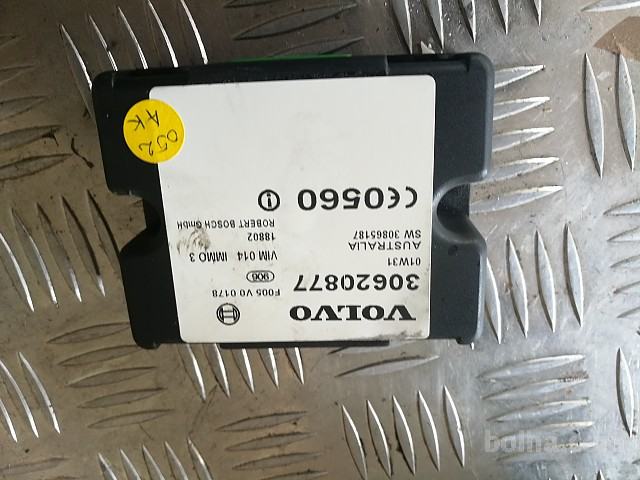 VOLVO
30620877
F005 V0 0178
01W31
906
AUSTRALIA
VIM 014 IMMO 3
SW 30865187
18802
ROBERT BOSCH GmbH
CE0560
052
AK
bolha